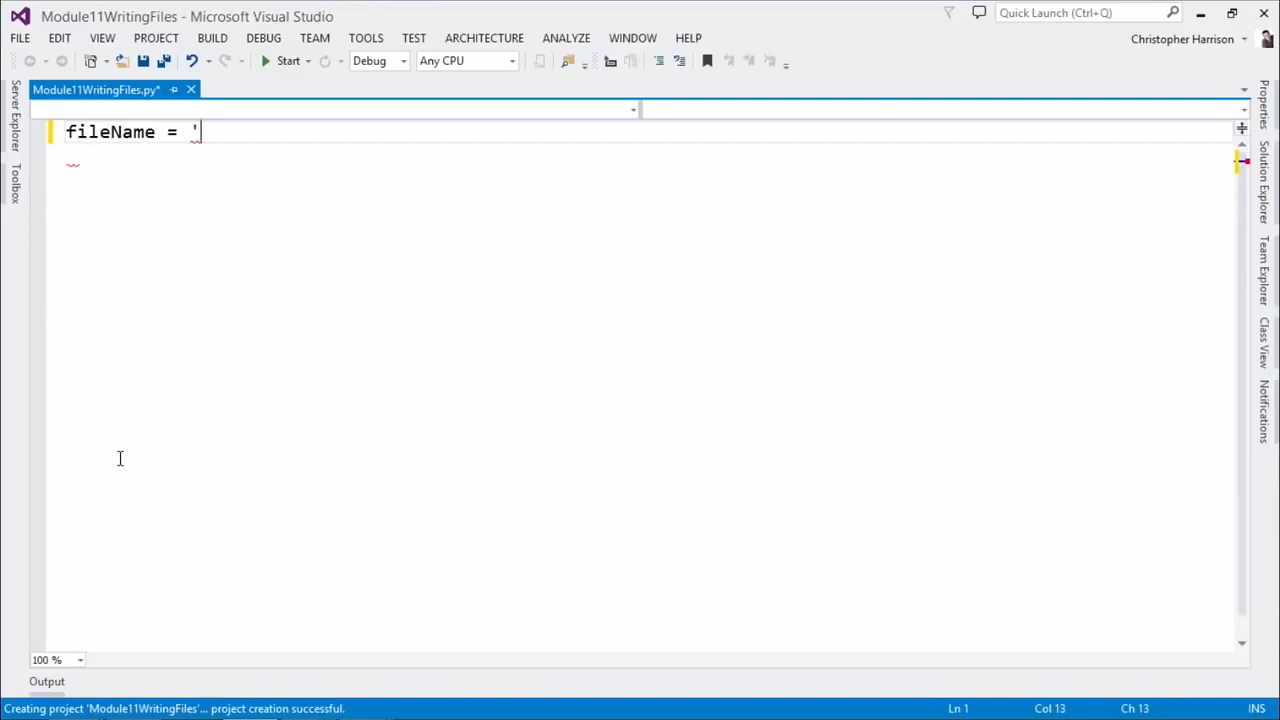 Module11WritingFiles - Microsoft Visual Studio
Quick Launch (Ctrl+Q)
FILE EDIT VIEW PROJECT BUILD DEBUG TEAM TOOLS TEST ARCHITECTURE ANALYZE WINDOW HELP
Christopher Harrison
Start Debug Any CPU
Module11WritingFiles.py*
fileName = '
Server Explorer
Toolbox
Properties
Solution Explorer
Team Explorer
Class View
Notifications
100 %
Output
Creating project 'Module11WritingFiles'... project creation successful.
Ln 1 Col 13 Ch 13 INS